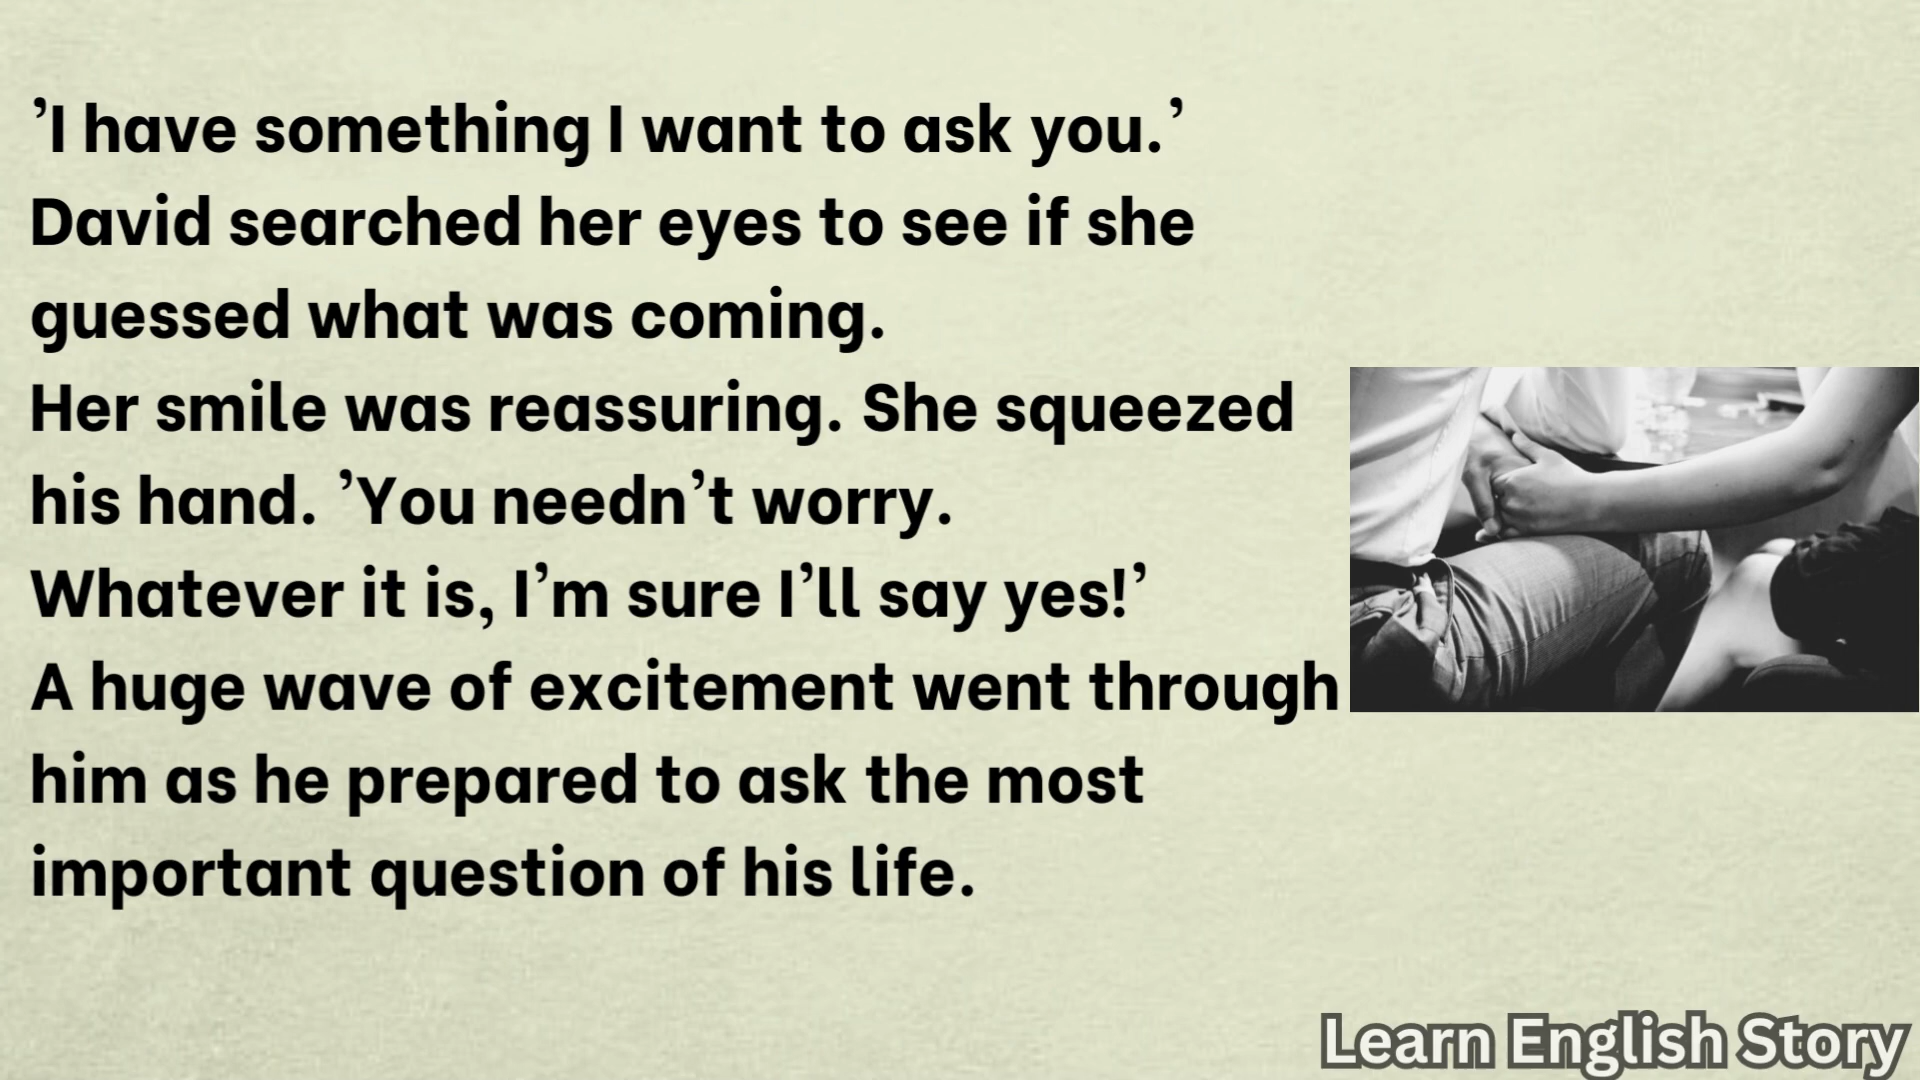 ’I have something I want to ask you.’
David searched her eyes to see if she
guessed what was coming.
Her smile was reassuring. She squeezed
his hand. ’You needn’t worry.
Whatever it is, I’m sure I’ll say yes!’
A huge wave of excitement went through
him as he prepared to ask the most
important question of his life.
Learn English Story